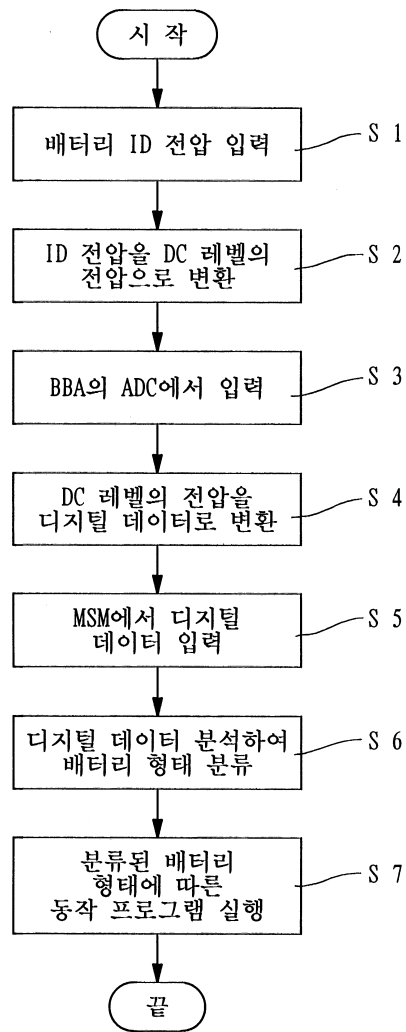 시 작
배터리 ID 전압 입력
S 1
ID 전압을 DC 레벨의
전압으로 변환
S 2
BBA의 ADC에서 입력
S 3
DC 레벨의 전압을
디지털 데이터로 변환
S 4
MSM에서 디지털
데이터 입력
S 5
디지털 데이터 분석하여
배터리 형태 분류
S 6
분류된 배터리
형태에 따른
동작 프로그램 실행
S 7
끝